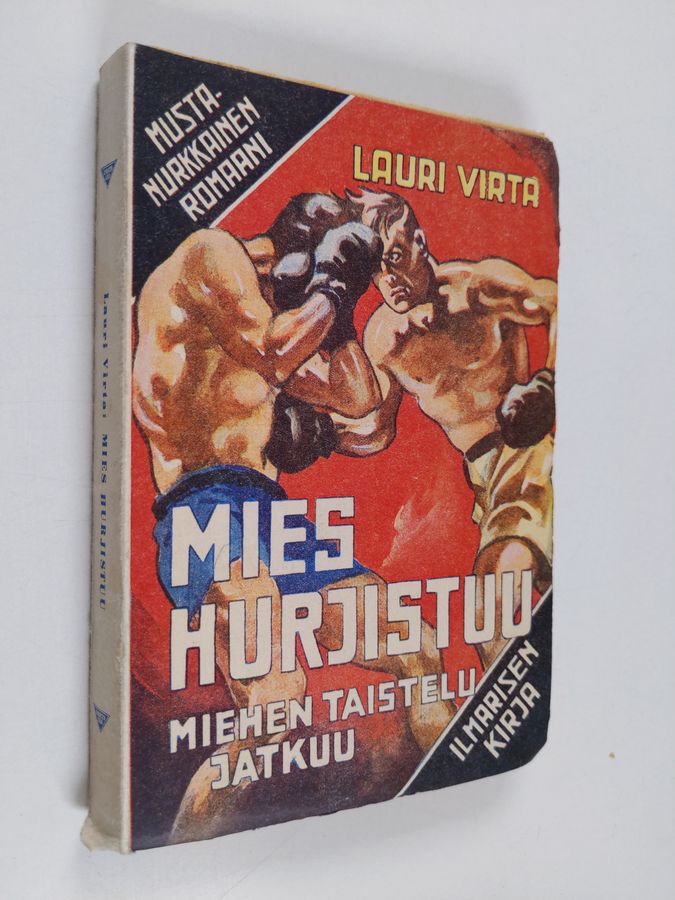 MUSTA-
NURKKAINEN
ROMAANI
LAURI VIRTA
MIES
HURJISTUU
MIEHEN TAISTELU
JATKUU
ILMARISEN
KIRJA
Lauri Virta: MIES HURJISTUU